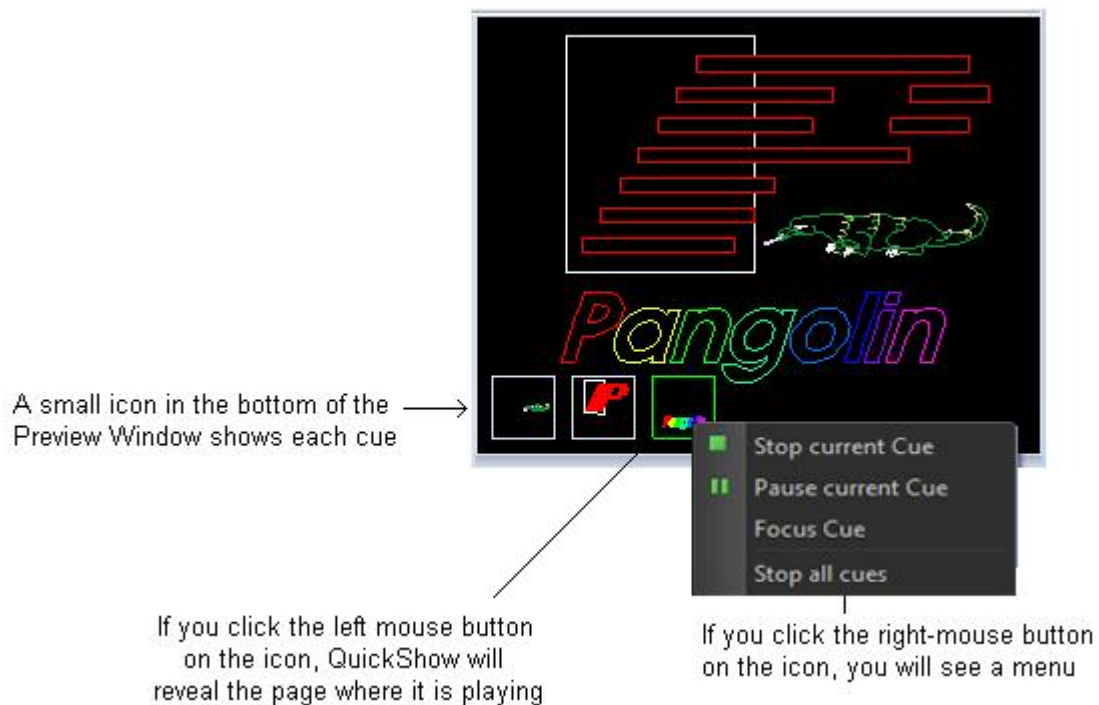 Pangolin
A small icon in the bottom of the
Preview Window shows each cue
P
Stop current Cue
Pause current Cue
Focus Cue
Stop all cues
If you click the left mouse button
on the icon, QuickShow will
reveal the page where it is playing
If you click the right-mouse button
on the icon, you will see a menu